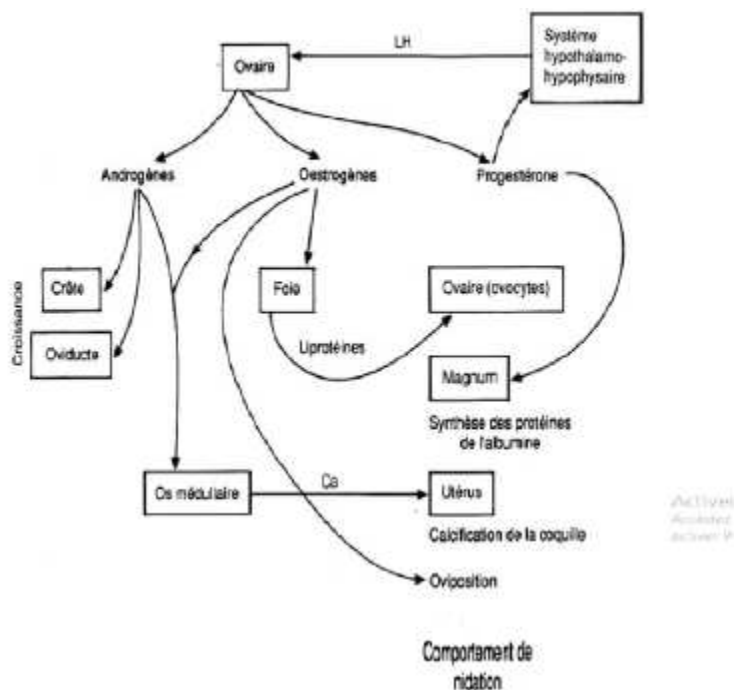 LH
Système
hypothalamo-
hypophysaire
Ovaire
Androgènes
Oestrogènes
Progestérone
Croissance
Crête
Oviducte
Foie
Ovaire (ovocytes)
Liprotéines
Magnum
Synthèse des protéines
de l'albumine
Os médullaire
Ca
Utérus
Calcification de la coquille
Oviposition
Comportement de
nidation